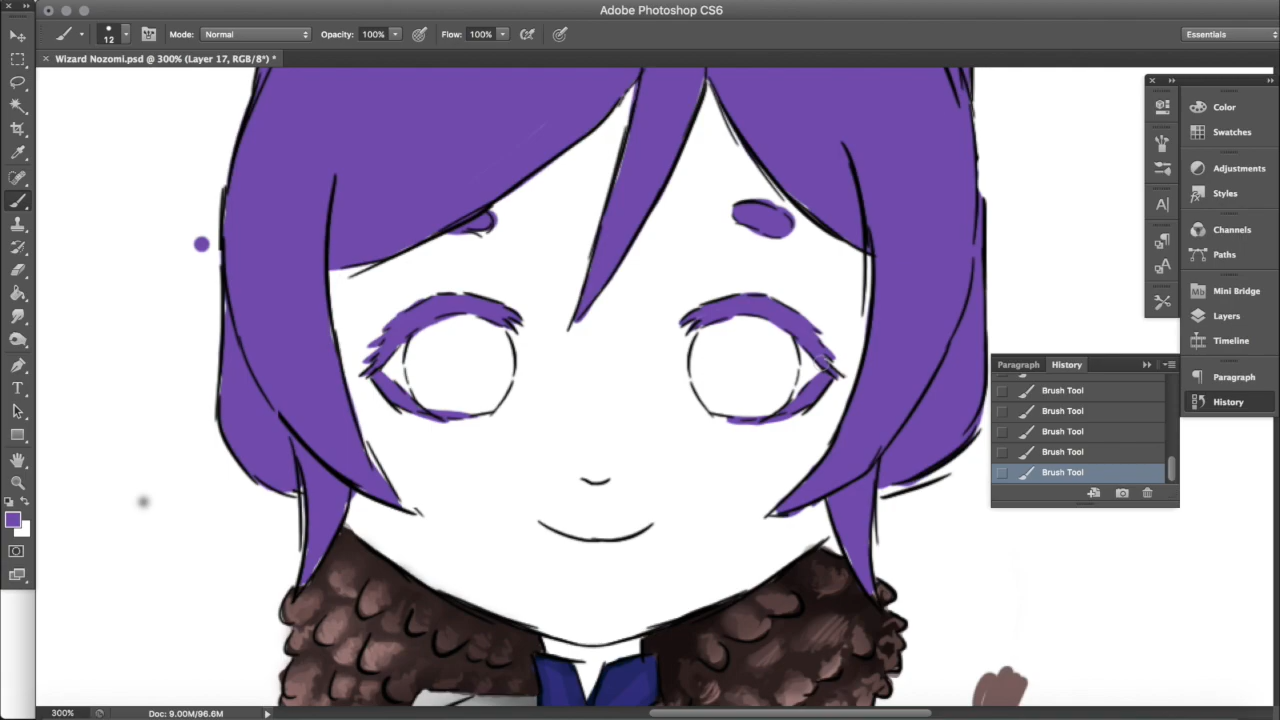 Adobe Photoshop CS6
12
Mode: Normal Opacity: 100% Flow: 100% Essentials
Wizard Nozomi.psd @ 300% (Layer 17, RGB/8*) *
Color
Swatches
Adjustments
Styles
Channels
Paths
Mb Mini Bridge
Layers
Timeline
Paragraph
History
Paragraph History
Brush Tool
Brush Tool
Brush Tool
Brush Tool
Brush Tool
300% Doc: 9.00M/96.6M